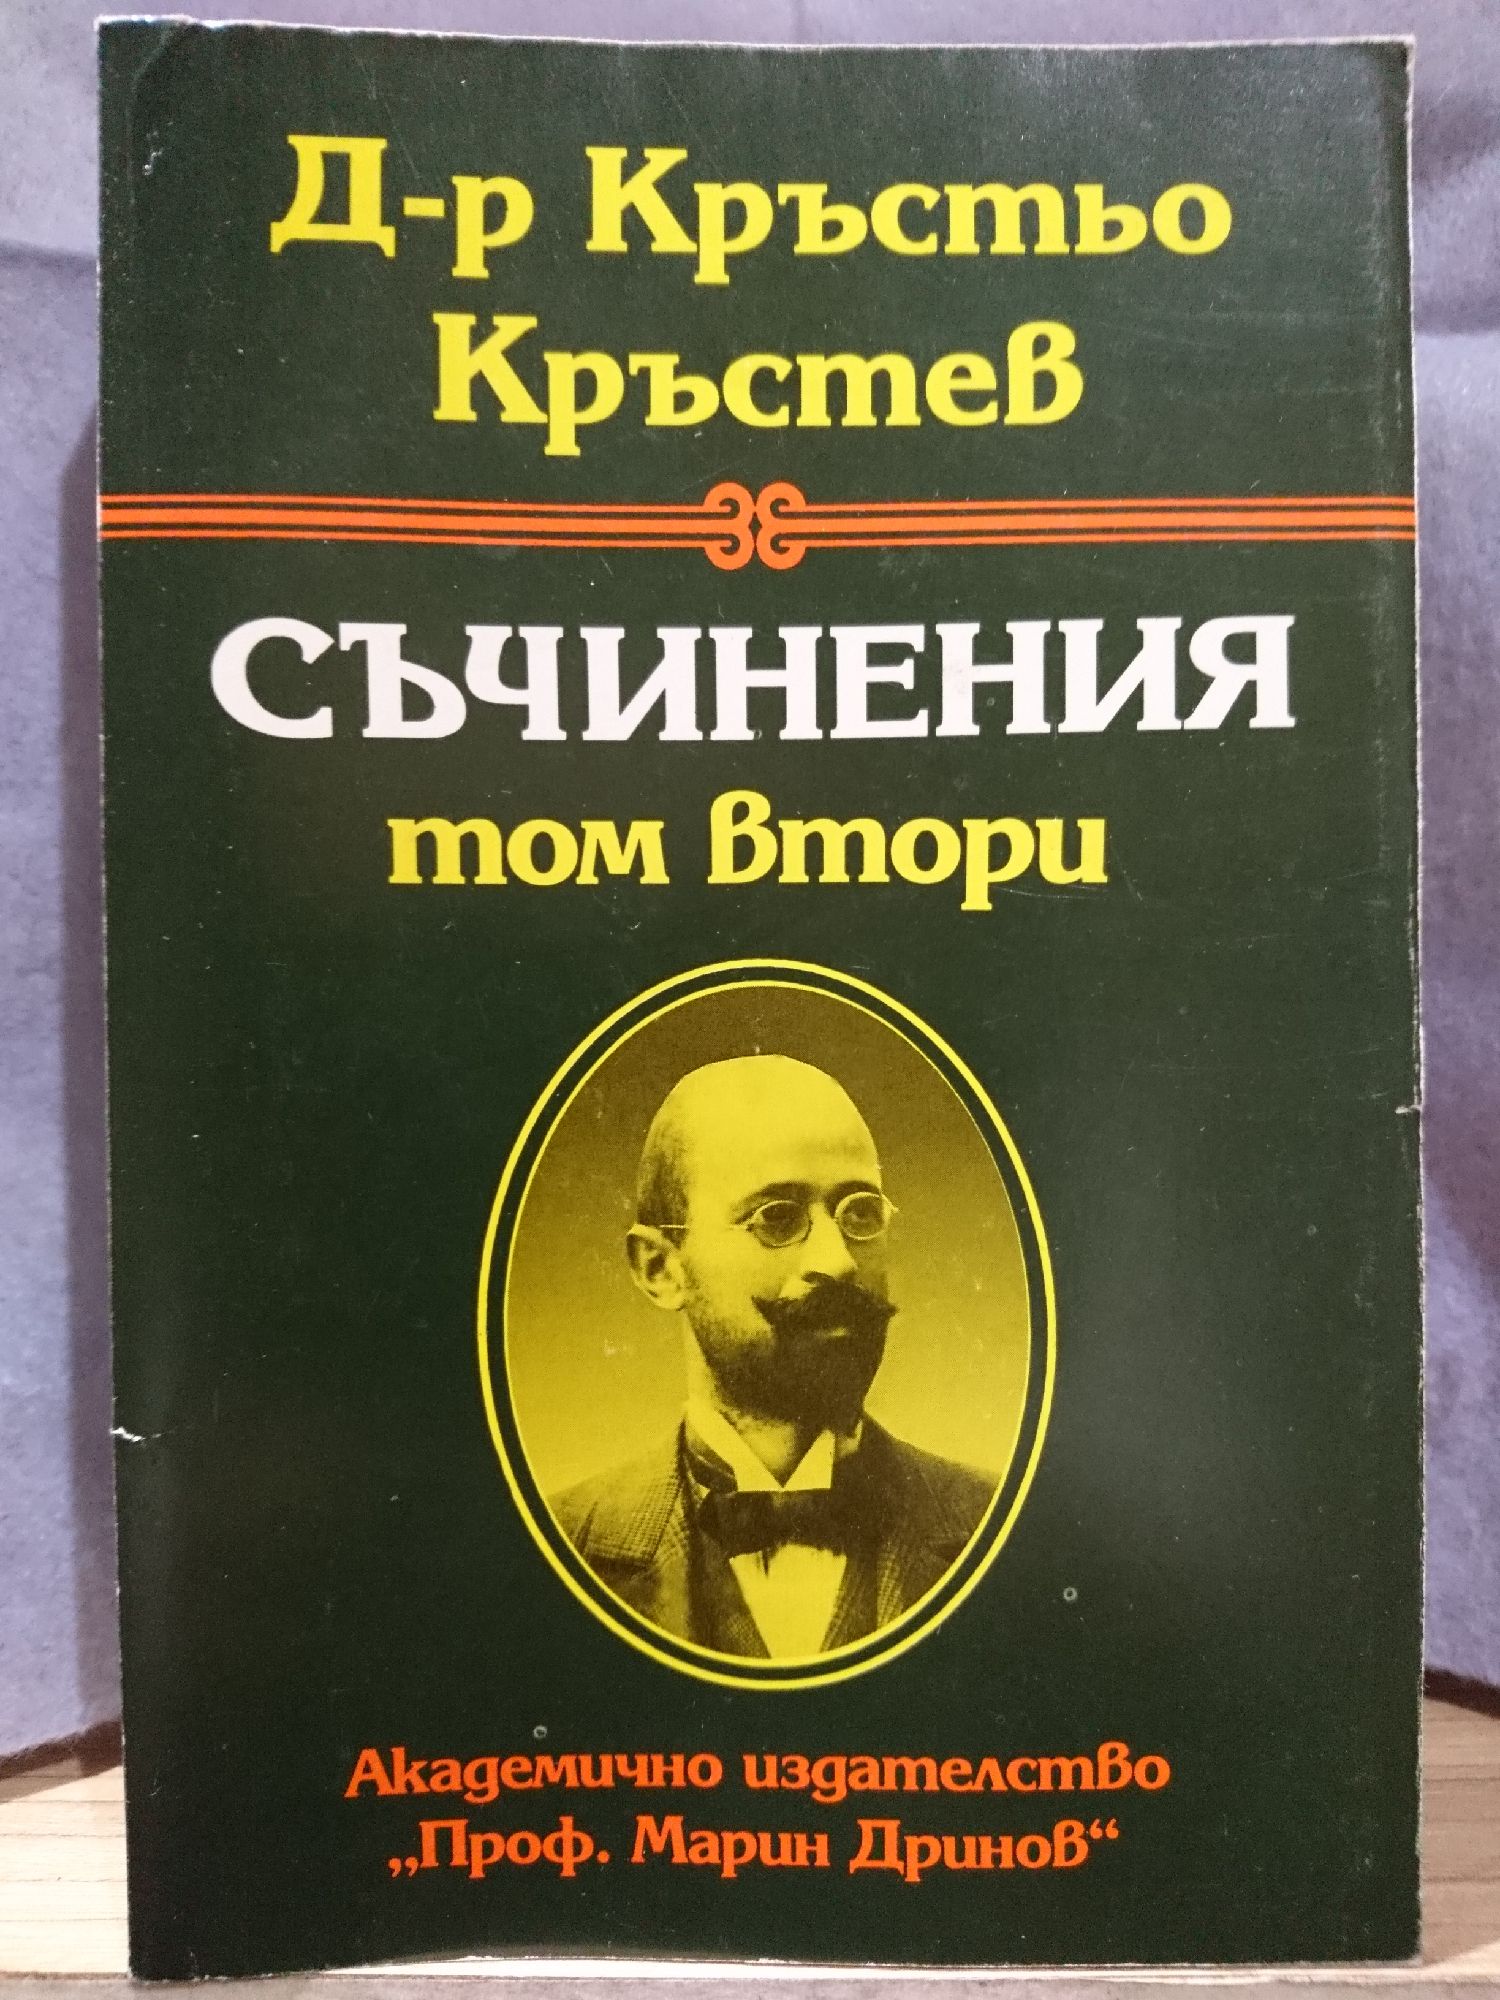 Д-р Кръстьо
Кръстев
СЪЧИНЕНИЯ
том втори
Академично издателство
„Проф. Марин Дринов“